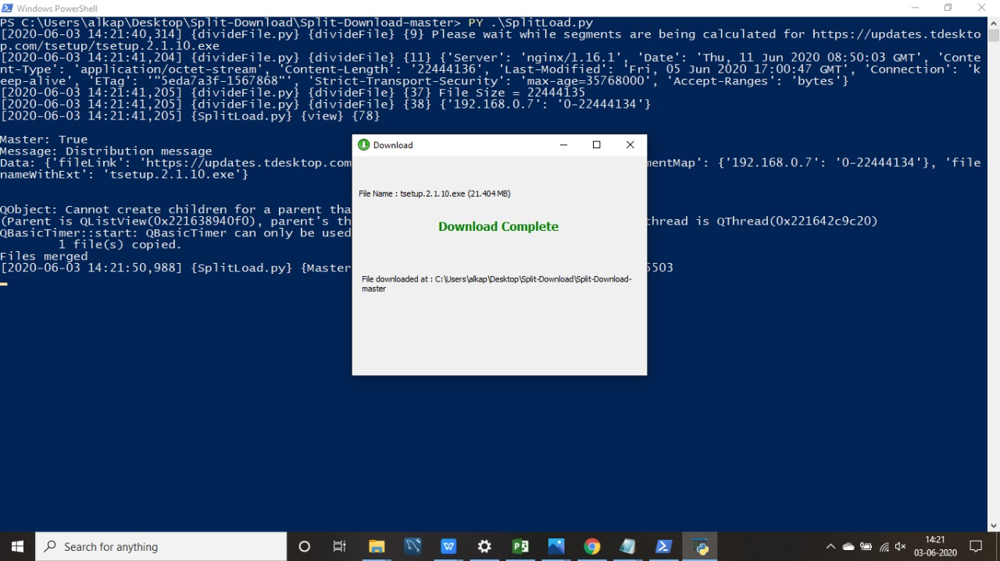 Windows PowerShell
PS C:\Users\alkap\Desktop\Split-Download\Split-Download-master> PY .\SplitLoad.py
[2020-06-03 14:21:40,314] {divideFile.py} {divideFile} {9} Please wait while segments are being calculated for https://updates.tdeskto
p.com/tsetup/tsetup.2.1.10.exe
[2020-06-03 14:21:41,204] {divideFile.py} {divideFile} {11} {'Server': 'nginx/1.16.1', 'Date': 'Thu, 11 Jun 2020 08:50:03 GMT', 'Conte
nt-Type': 'application/octet-stream', 'Content-Length': '22444136', 'Last-Modified': 'Fri, 05 Jun 2020 17:00:47 GMT', 'Connection': 'k
eep-alive', 'ETag': '"5eda7a3f-1567868"', 'Strict-Transport-Security': 'max-age=35768000', 'Accept-Ranges': 'bytes'}
[2020-06-03 14:21:41,205] {divideFile.py} {divideFile} {37} File Size = 22444135
[2020-06-03 14:21:41,205] {divideFile.py} {divideFile} {38} {'192.168.0.7': '0-22444134'}
[2020-06-03 14:21:41,205] {SplitLoad.py} {view} {78}
Master: True
Message: Distribution message
Data: {'fileLink': 'https://updates.tdesktop.com mentMap': {'192.168.0.7': '0-22444134'}, 'file
nameWithExt': 'tsetup.2.1.10.exe'}
QObject: Cannot create children for a parent tha
(Parent is QListView(0x221638940f0), parent's th thread is QThread(0x221642c9c20)
QBasicTimer::start: QBasicTimer can only be used
1 file(s) copied.
Files merged
[2020-06-03 14:21:50,988] {SplitLoad.py} {Master 5503
Download
File Name : tsetup.2.1.10.exe (21.404 MB)
Download Complete
File downloaded at : C:\Users\alkap\Desktop\Split-Download\Split-Download-
master
Search for anything
14:21
03-06-2020